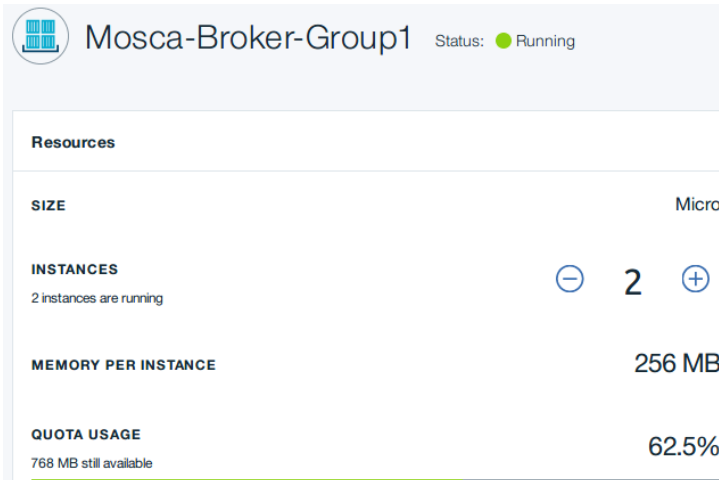 Mosca-Broker-Group1 Status: Running
Resources
SIZE Micro
INSTANCES
2 instances are running
2
MEMORY PER INSTANCE 256 MB
QUOTA USAGE
768 MB still available
62.5%